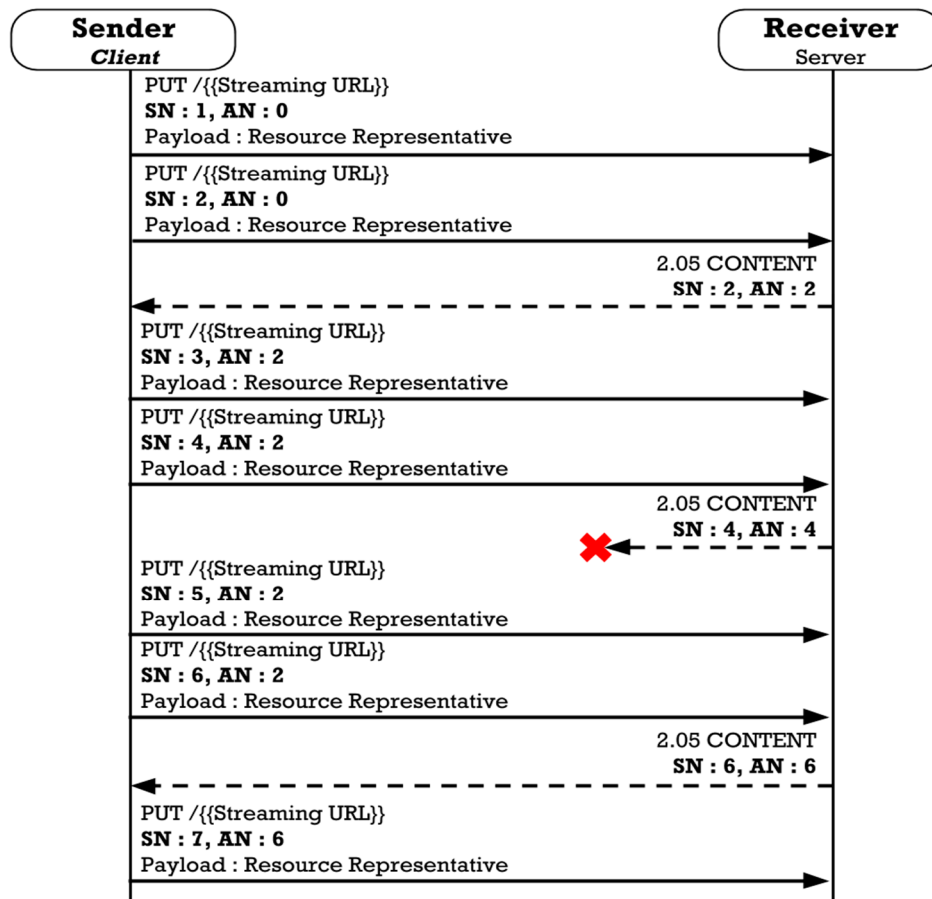 Sender
Client
Receiver
Server
PUT /{{Streaming URL}}
SN : 1, AN : 0
Payload : Resource Representative
PUT /{{Streaming URL}}
SN : 2, AN : 0
Payload : Resource Representative
2.05 CONTENT
SN : 2, AN : 2
PUT /{{Streaming URL}}
SN : 3, AN : 2
Payload : Resource Representative
PUT /{{Streaming URL}}
SN : 4, AN : 2
Payload : Resource Representative
2.05 CONTENT
SN : 4, AN : 4
PUT /{{Streaming URL}}
SN : 5, AN : 2
Payload : Resource Representative
PUT /{{Streaming URL}}
SN : 6, AN : 2
Payload : Resource Representative
2.05 CONTENT
SN : 6, AN : 6
PUT /{{Streaming URL}}
SN : 7, AN : 6
Payload : Resource Representative